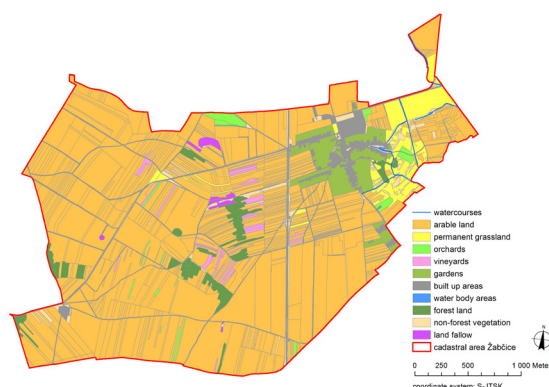 watercourses
arable land
permanent grassland
orchards
vineyards
gardens
built up areas
water body areas
forest land
non-forest vegetation
land fallow
cadastral area Žabčice
N
0 250 500 1 000 Mete
coordinate system: S-JTSK